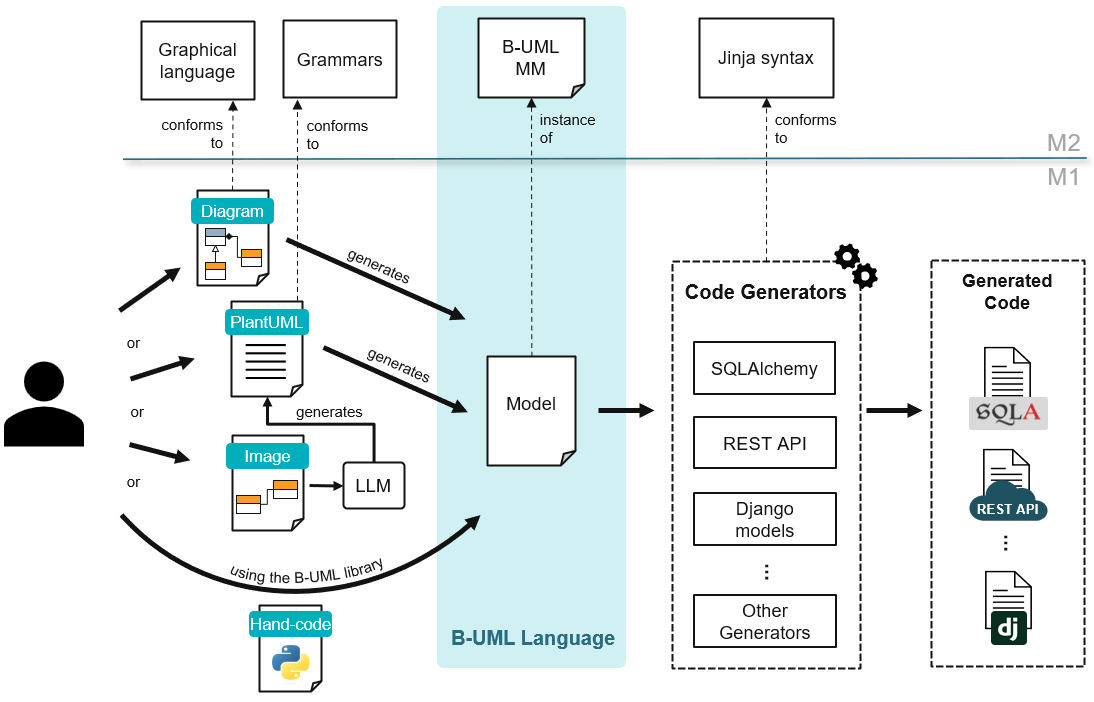 Graphical
language
Grammars
B-UML
MM
Jinja syntax
conforms
to
conforms
to
instance
of
conforms
to
M2
M1
Diagram
generates
Code Generators
Generated
Code
or
PlantUML
generates
SQLAlchemy
Model
SQLA
or
generates
REST API
Image
LLM
or
Django
models
REST API
using the B-UML library
Hand-code
B-UML Language
Other
Generators
dj